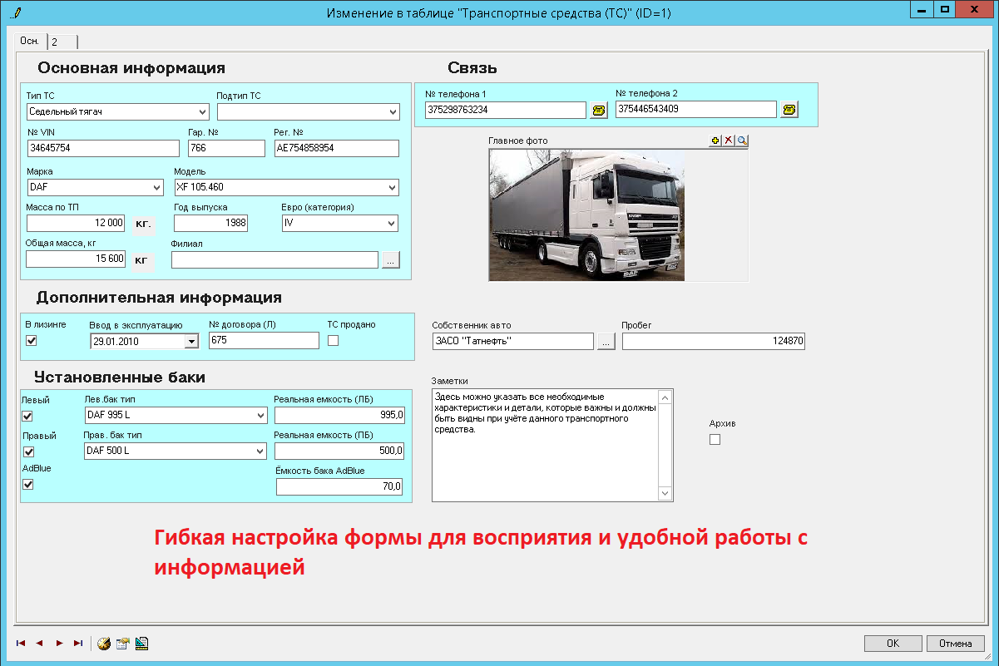 Изменение в таблице "Транспортные средства (ТС)" (ID=1)
Осн. 2
Основная информация
Тип ТС Подтип ТС
Седельный тягач
№ VIN Гар. № Рег. №
34645754 766 AE754858954
Марка Модель
DAF XF 105.460
Масса по ТП Год выпуска Евро (категория)
12 000 КГ. 1988 IV
Общая масса, кг Филиал
15 600 КГ ...
Связь
№ телефона 1 № телефона 2
375298763234 375446543409
Главное фото
Дополнительная информация
В лизинге Ввод в эксплуатацию № договора (Л) ТС продано
29.01.2010 675
Собственник авто Пробег
ЗАСО "Татнефть" ... 124870
Установленные баки
Левый Лев.бак тип Реальная емкость (ЛБ)
DAF 995 L 995,0
Правый Прав. бак тип Реальная емкость (ПБ)
DAF 500 L 500,0
AdBlue Ёмкость бака AdBlue
70,0
Заметки
Здесь можно указать все необходимые
характеристики и детали, которые важны и должны
быть видны при учёте данного транспортного
средства.
Архив
Гибкая настройка формы для восприятия и удобной работы с
информацией
OK Отмена